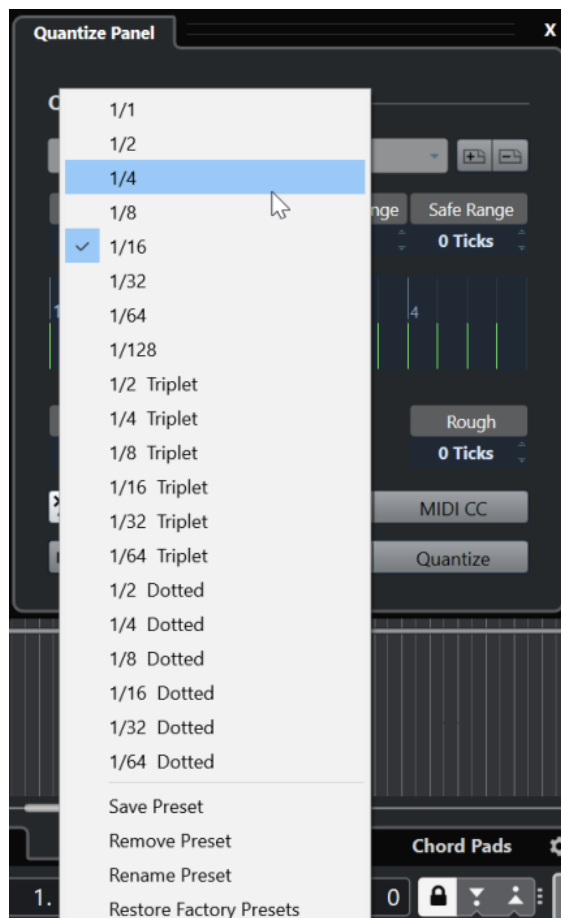 Quantize Panel
X
1/1
1/2
1/4
1/8
Safe Range
1/16
0 Ticks
1/32
1/64
4
1/128
1/2 Triplet
1/4 Triplet
Rough
1/8 Triplet
0 Ticks
1/16 Triplet
1/32 Triplet
MIDI CC
1/64 Triplet
Quantize
1/2 Dotted
1/4 Dotted
1/8 Dotted
1/16 Dotted
1/32 Dotted
1/64 Dotted
Save Preset
Remove Preset
Chord Pads
Rename Preset
1.
0
Restore Factory Presets